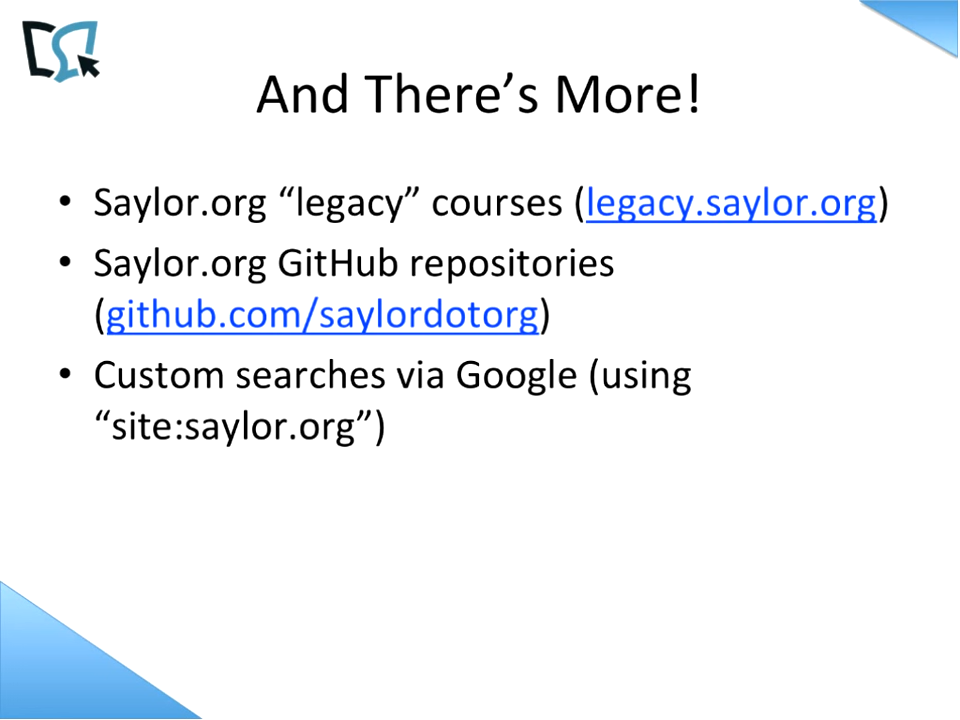 And There’s More!
• Saylor.org “legacy” courses (legacy.saylor.org)
• Saylor.org GitHub repositories
(github.com/saylordotorg)
• Custom searches via Google (using
“site:saylor.org”)